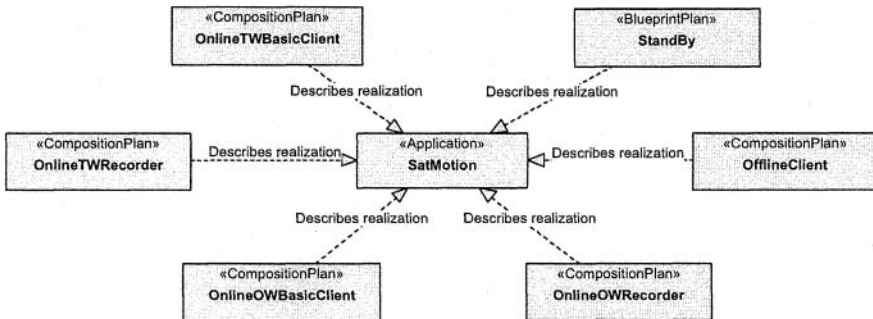 «CompositionPlan»
OnlineTWBasicClient
«BlueprintPlan»
StandBy
Describes realization
Describes realization
«CompositionPlan»
OnlineTWRecorder
Describes realization
«Application»
SatMotion
Describes realization
«CompositionPlan»
OfflineClient
Describes realization
Describes realization
«CompositionPlan»
OnlineOWBasicClient
«CompositionPlan»
OnlineOWRecorder